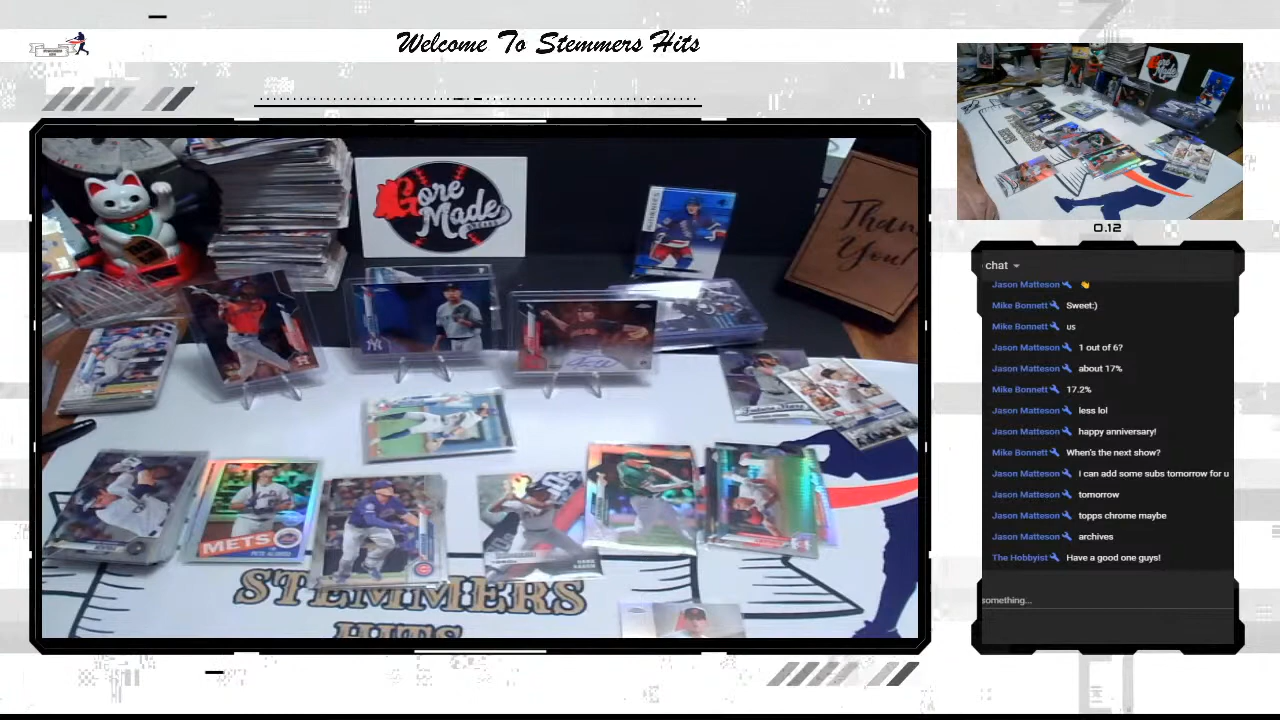 Welcome To Stemmers Hits
Gore
Made
Thank
You!
METS
PETE ALONSO
STEMMERS
HITS
0.12
chat
Jason Matteson 👏
Mike Bonnett Sweet:)
Mike Bonnett us
Jason Matteson 1 out of 6?
Jason Matteson about 17%
Mike Bonnett 17.2%
Jason Matteson less lol
Jason Matteson happy anniversary!
Mike Bonnett When's the next show?
Jason Matteson I can add some subs tomorrow for u
Jason Matteson tomorrow
Jason Matteson topps chrome maybe
Jason Matteson archives
The Hobbyist Have a good one guys!
something...